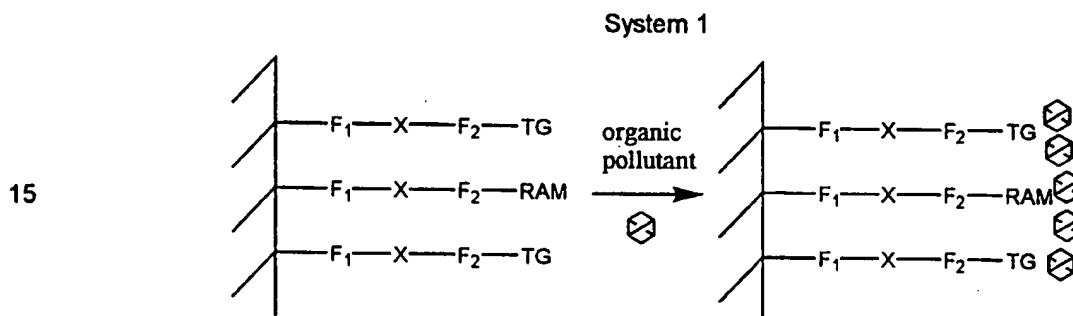 System 1
F₁—X—F₂—TG
organic
pollutant
F₁—X—F₂—TG
15
F₁—X—F₂—RAM
F₁—X—F₂—RAM
F₁—X—F₂—TG
F₁—X—F₂—TG